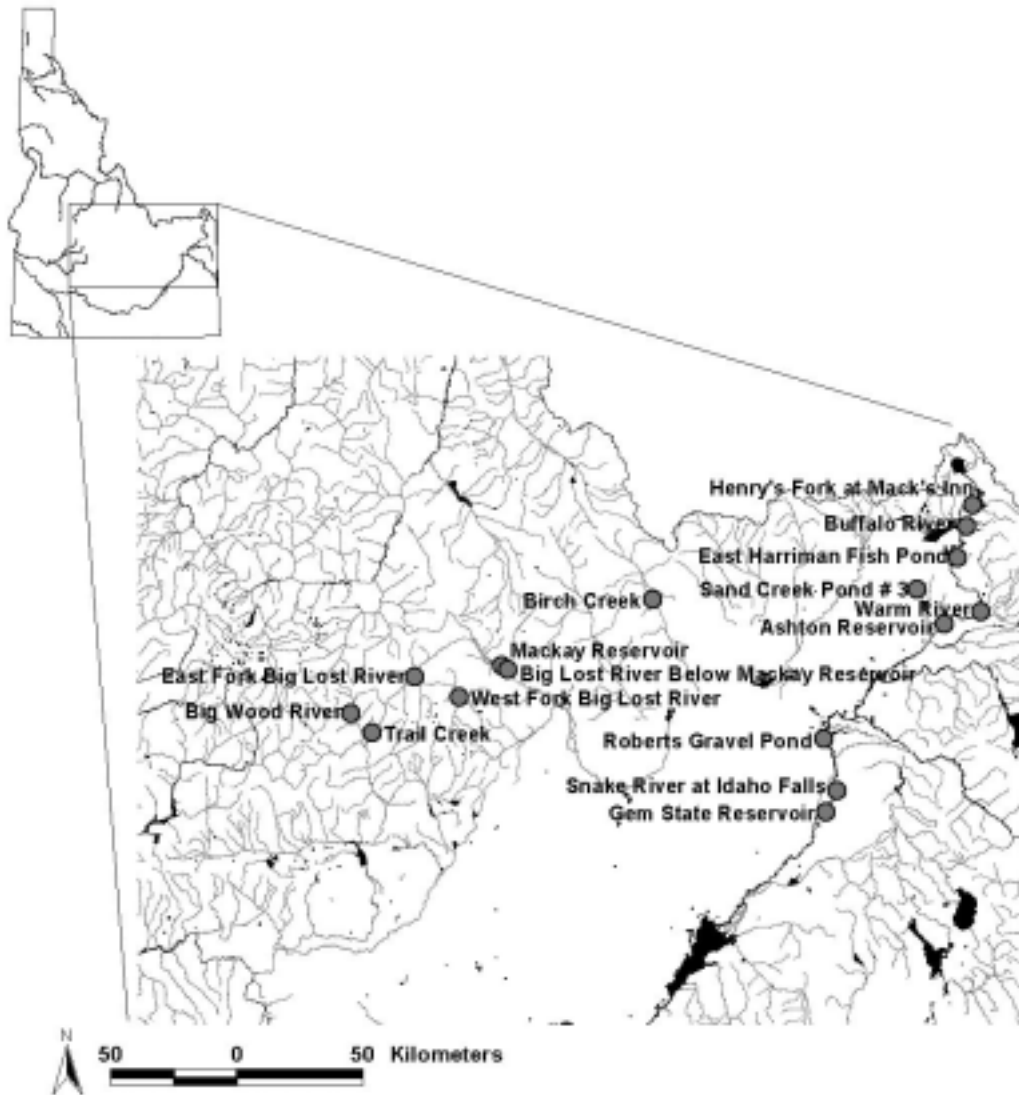 Henry's Fork at Mack's Inn
Buffalo River
East Harriman Fish Pond
Sand Creek Pond # 3
Birch Creek
Warm River
Ashton Reservoir
Mackay Reservoir
Big Lost River Below Mackay Reservoir
East Fork Big Lost River
West Fork Big Lost River
Big Wood River
Trail Creek
Roberts Gravel Pond
Snake River at Idaho Falls
Gem State Reservoir
N
50 0 50 Kilometers